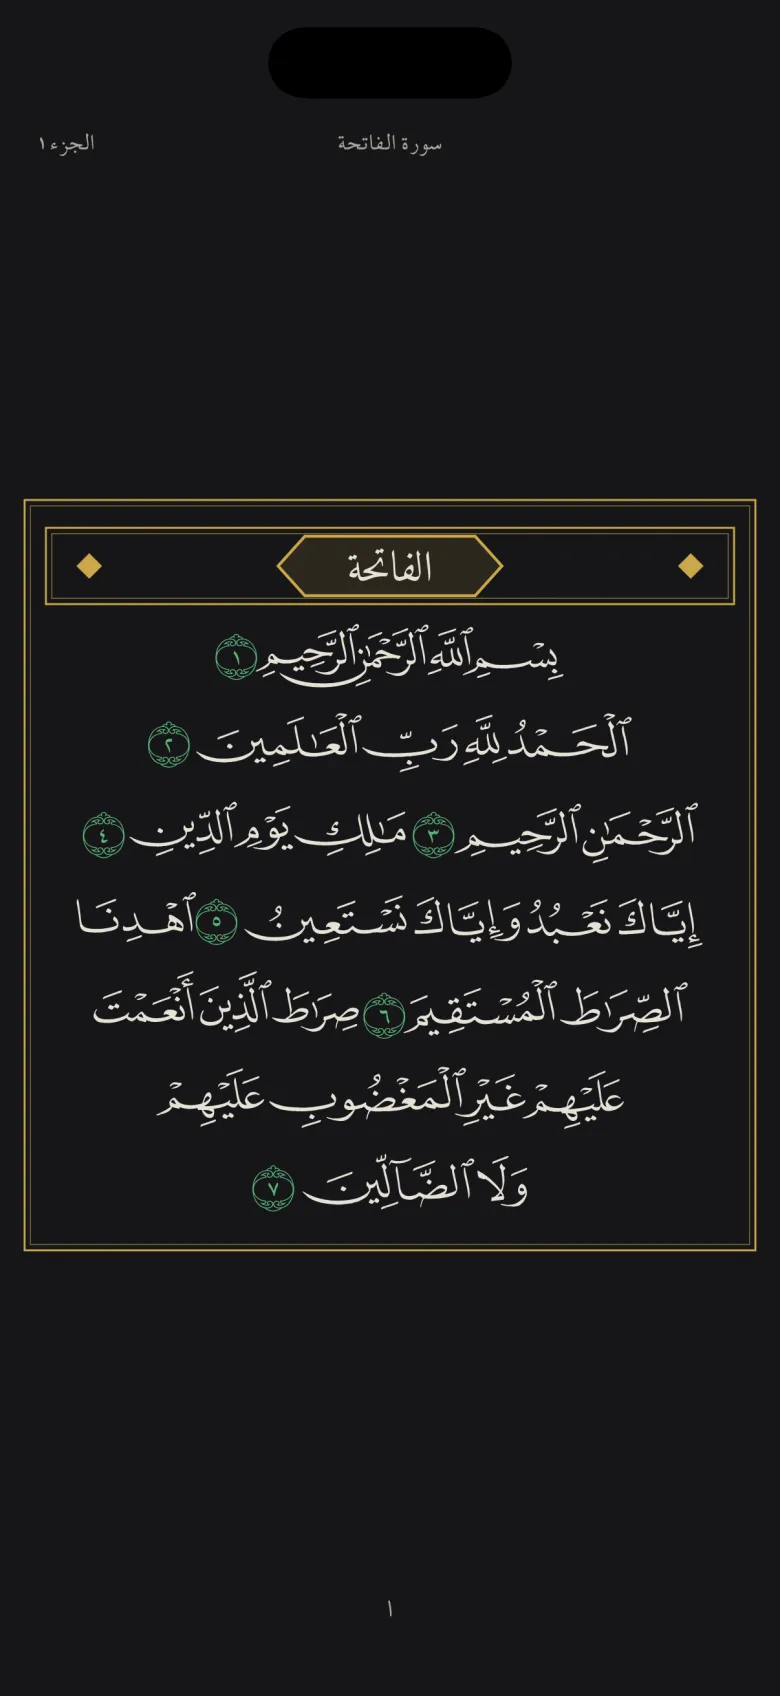 سورة الفاتحة
الجزء ١
الفاتحة
بِسْمِ ٱللَّهِ ٱلرَّحْمَٰنِ ٱلرَّحِيمِ ١
ٱلْحَمْدُ لِلَّهِ رَبِّ ٱلْعَٰلَمِينَ ٢
ٱلرَّحْمَٰنِ ٱلرَّحِيمِ ٣ مَٰلِكِ يَوْمِ ٱلدِّينِ ٤
إِيَّاكَ نَعْبُدُ وَإِيَّاكَ نَسْتَعِينُ ٥ ٱهْدِنَا
ٱلصِّرَٰطَ ٱلْمُسْتَقِيمَ ٦ صِرَٰطَ ٱلَّذِينَ أَنْعَمْتَ
عَلَيْهِمْ غَيْرِ ٱلْمَغْضُوبِ عَلَيْهِمْ
وَلَا ٱلضَّآلِّينَ ٧
١